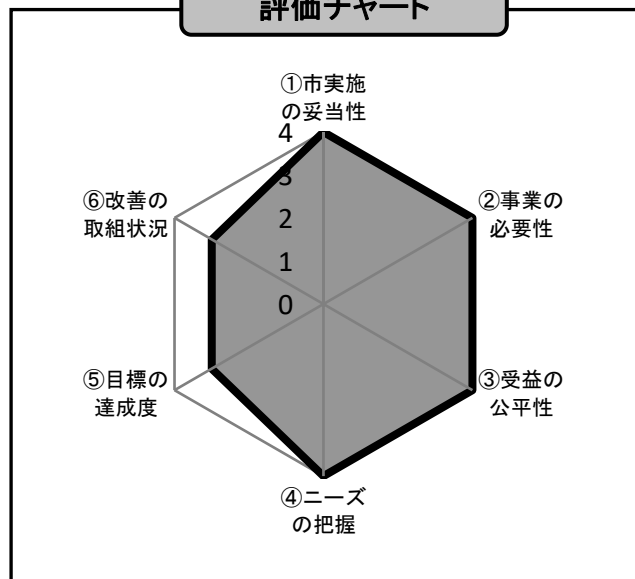 評価チャート
①市実施
の妥当性
4
3
2
1
0
②事業の
必要性
③受益の
公平性
④ニーズ
の把握
⑤目標の
達成度
⑥改善の
取組状況